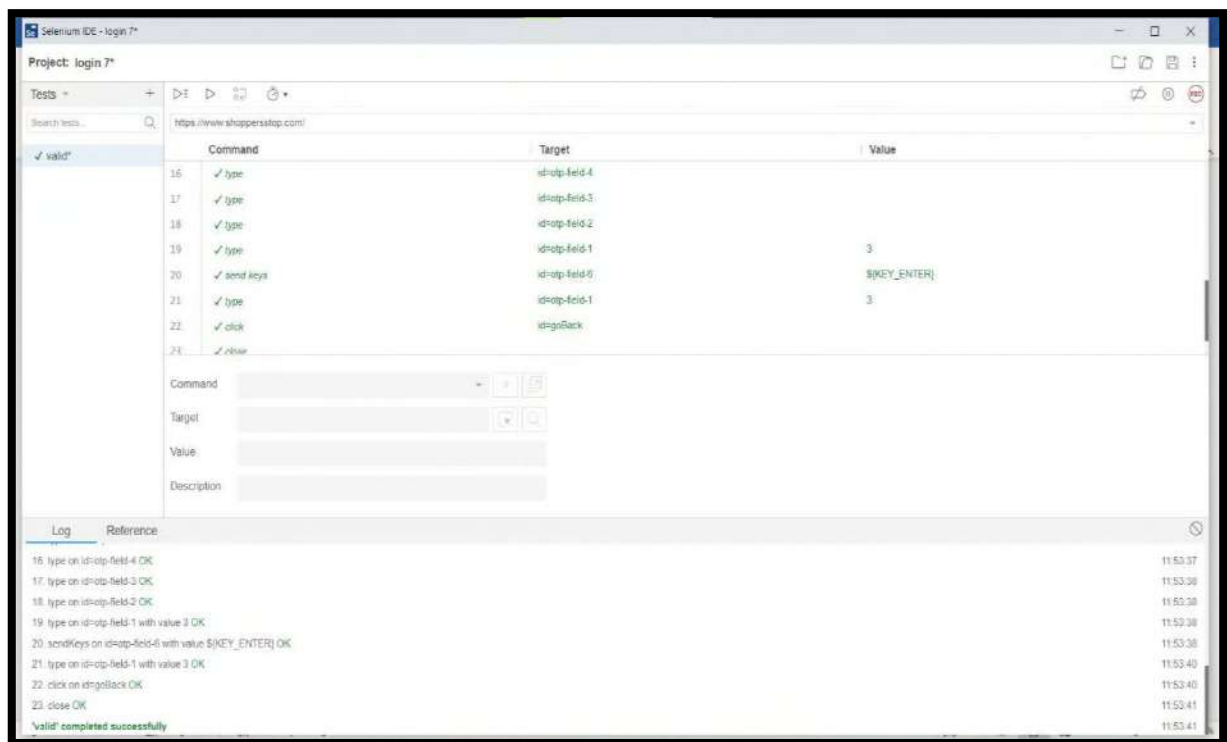 Selenium IDE - login 7*
Project: login 7*
Tests
https://www.shoppersstop.com/
Search tests...
✓ valid*
Command Target Value
16 ✓ type id=otp-field-4
17 ✓ type id=otp-field-3
18 ✓ type id=otp-field-2
19 ✓ type id=otp-field-1 3
20 ✓ send keys id=otp-field-6 ${KEY_ENTER}
21 ✓ type id=otp-field-1 3
22 ✓ click id=goBack
23 ✓ close
Command
Target
Value
Description
Log Reference
16. type on id=otp-field-4 OK 11:53:37
17. type on id=otp-field-3 OK 11:53:38
18. type on id=otp-field-2 OK 11:53:38
19. type on id=otp-field-1 with value 3 OK 11:53:38
20. sendKeys on id=otp-field-6 with value ${KEY_ENTER} OK 11:53:38
21. type on id=otp-field-1 with value 3 OK 11:53:40
22. click on id=goBack OK 11:53:40
23. close OK 11:53:41
'valid' completed successfully 11:53:41